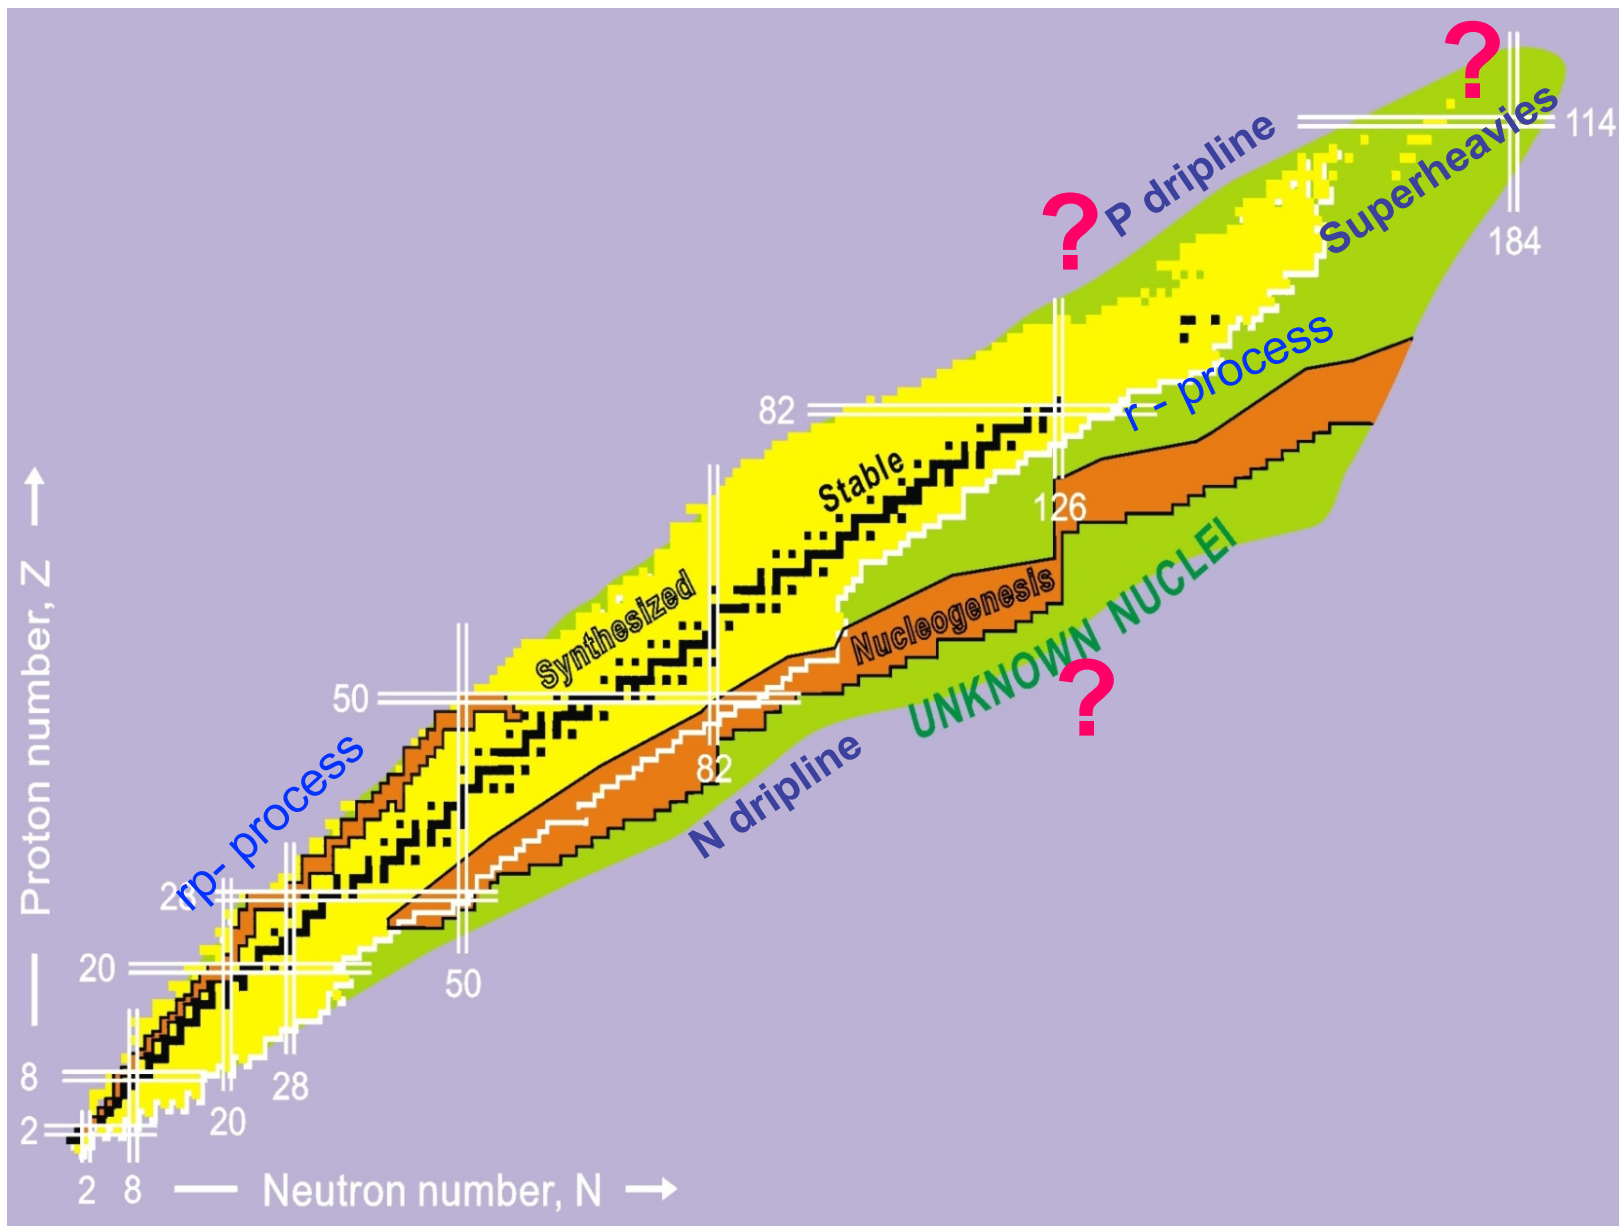 ?
Superheavies
114
P dripline
?
184
r - process
82
Stable
126
Synthesized
Nucleogenesis
UNKNOWN NUCLEI
?
50
N dripline
82
rp- process
28
50
20
8
28
20
2
2
8
Proton number, Z
Neutron number, N